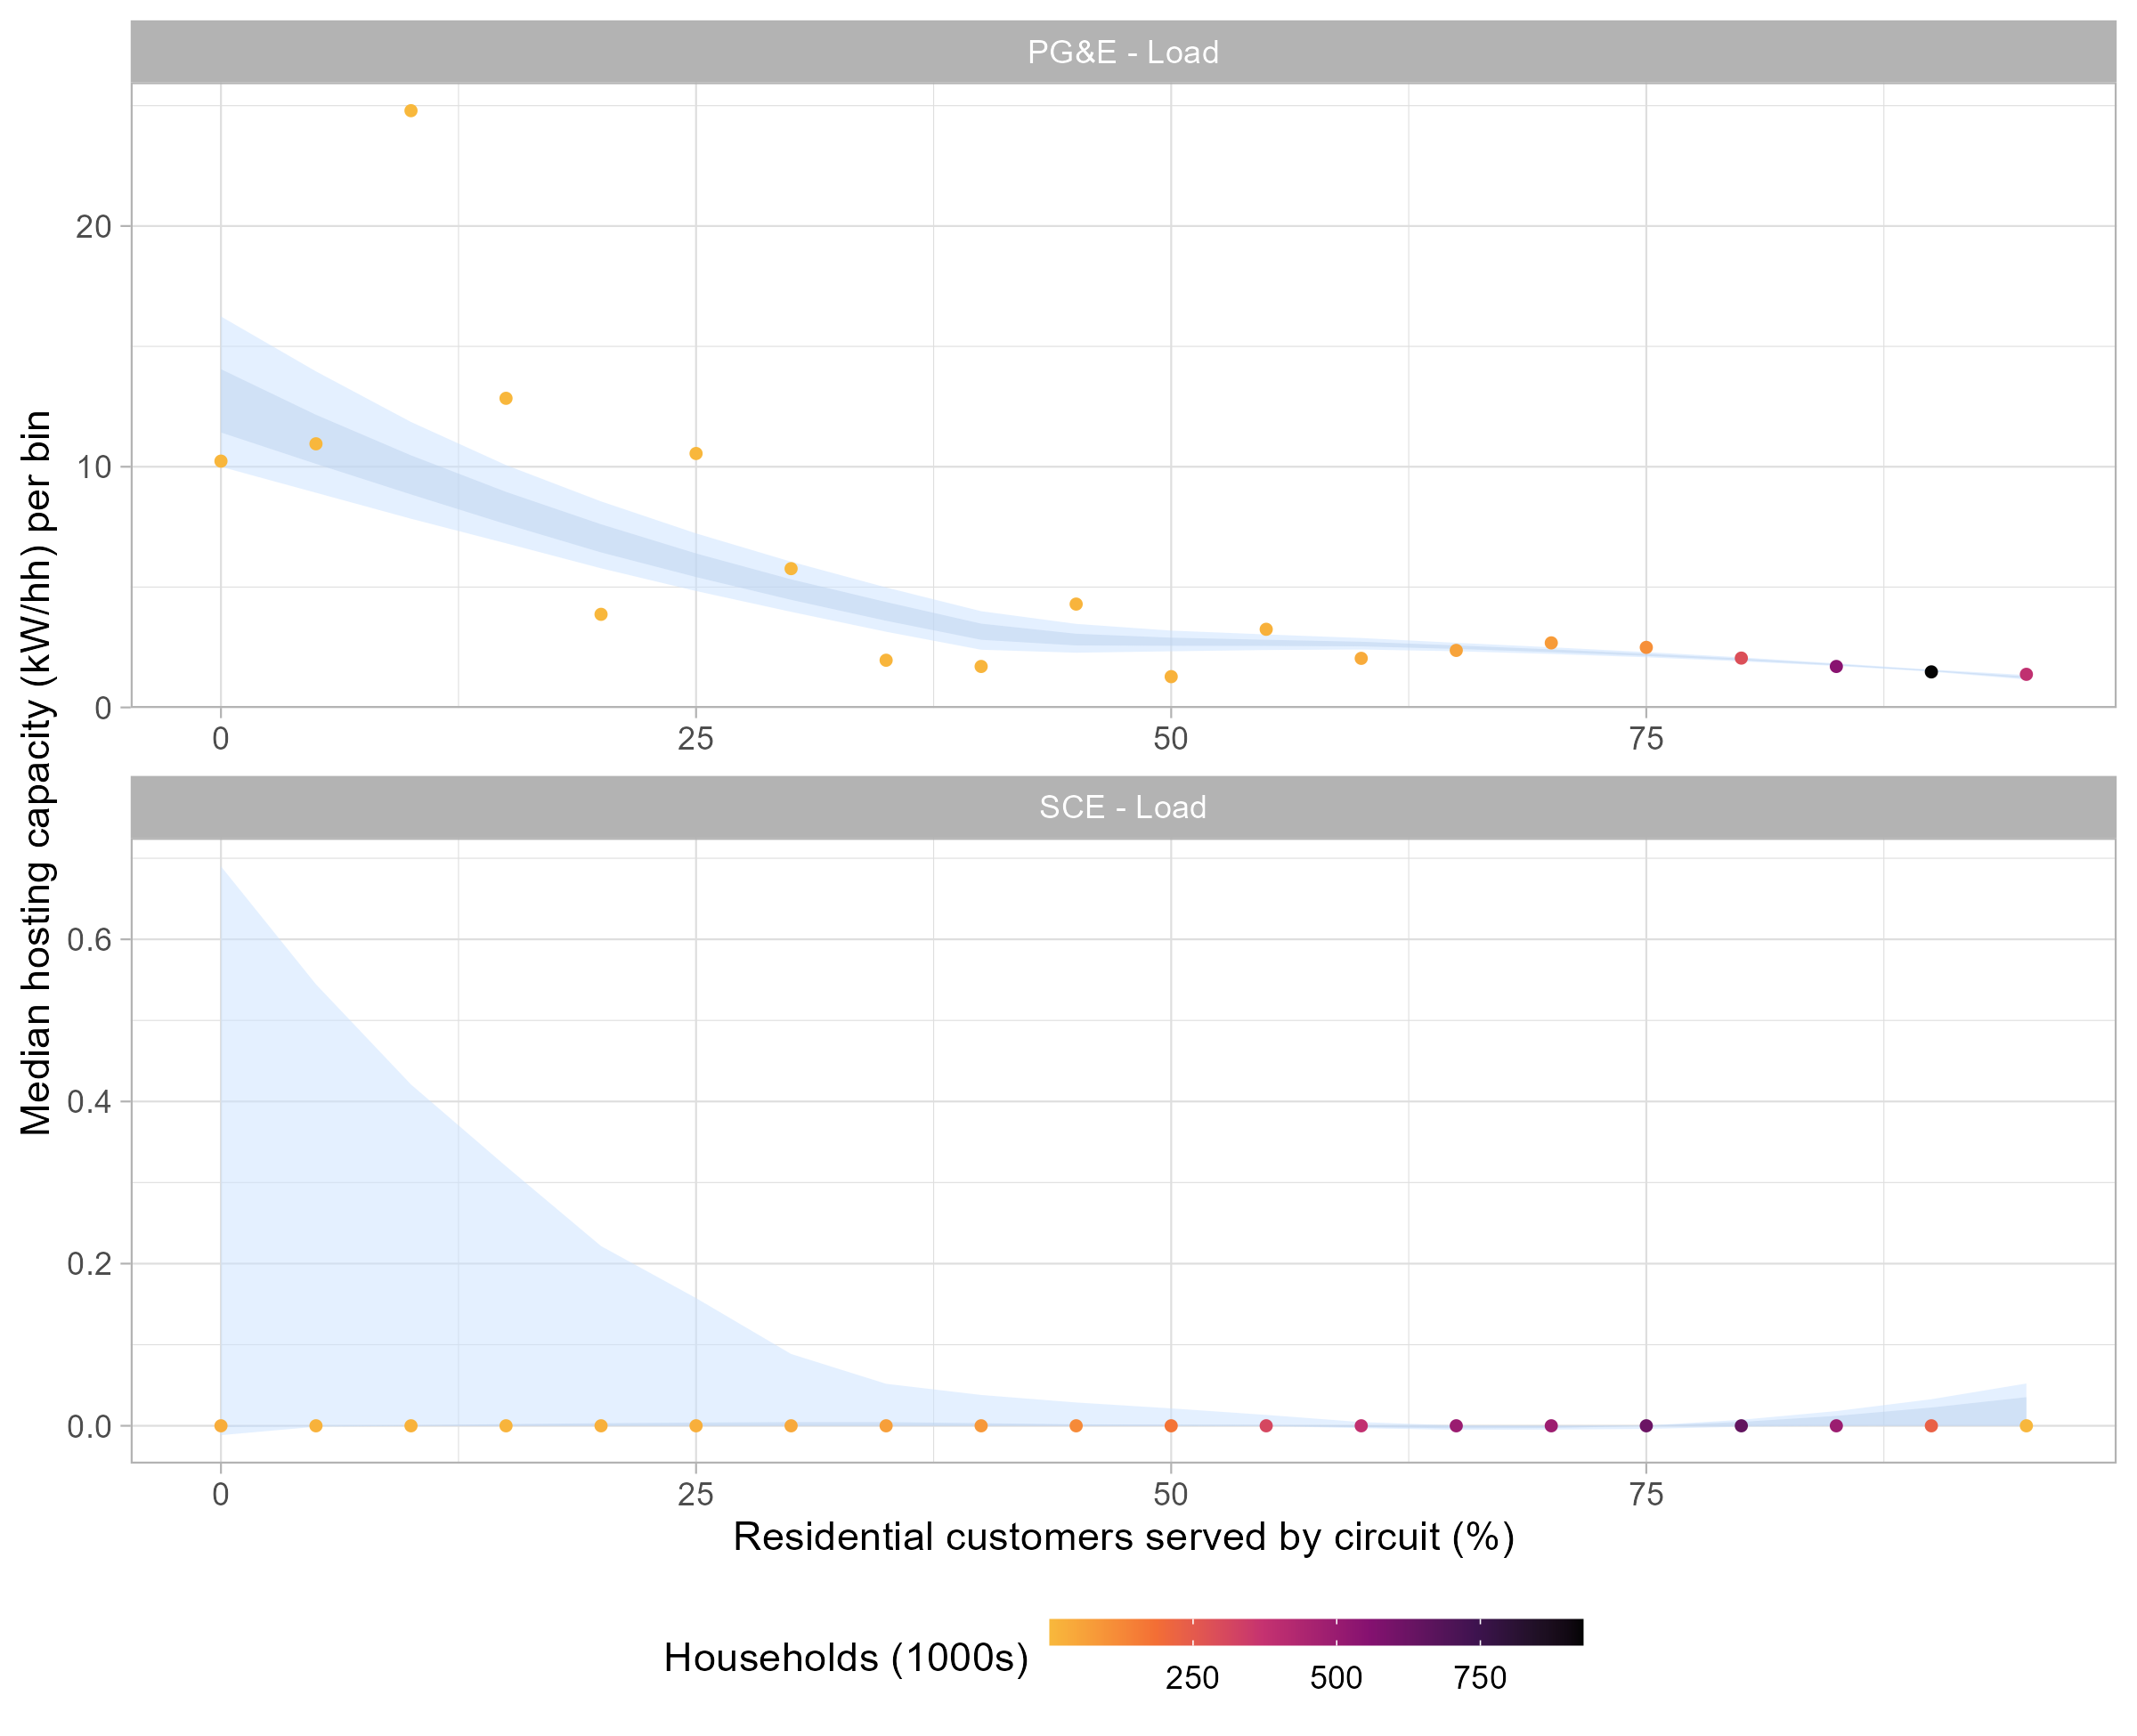 PG&E - Load
20
10
0
0 25 50 75
Median hosting capacity (kW/hh) per bin
SCE - Load
0.6
0.4
0.2
0.0
0 25 50 75
Residential customers served by circuit (%)
Households (1000s)
250 500 750